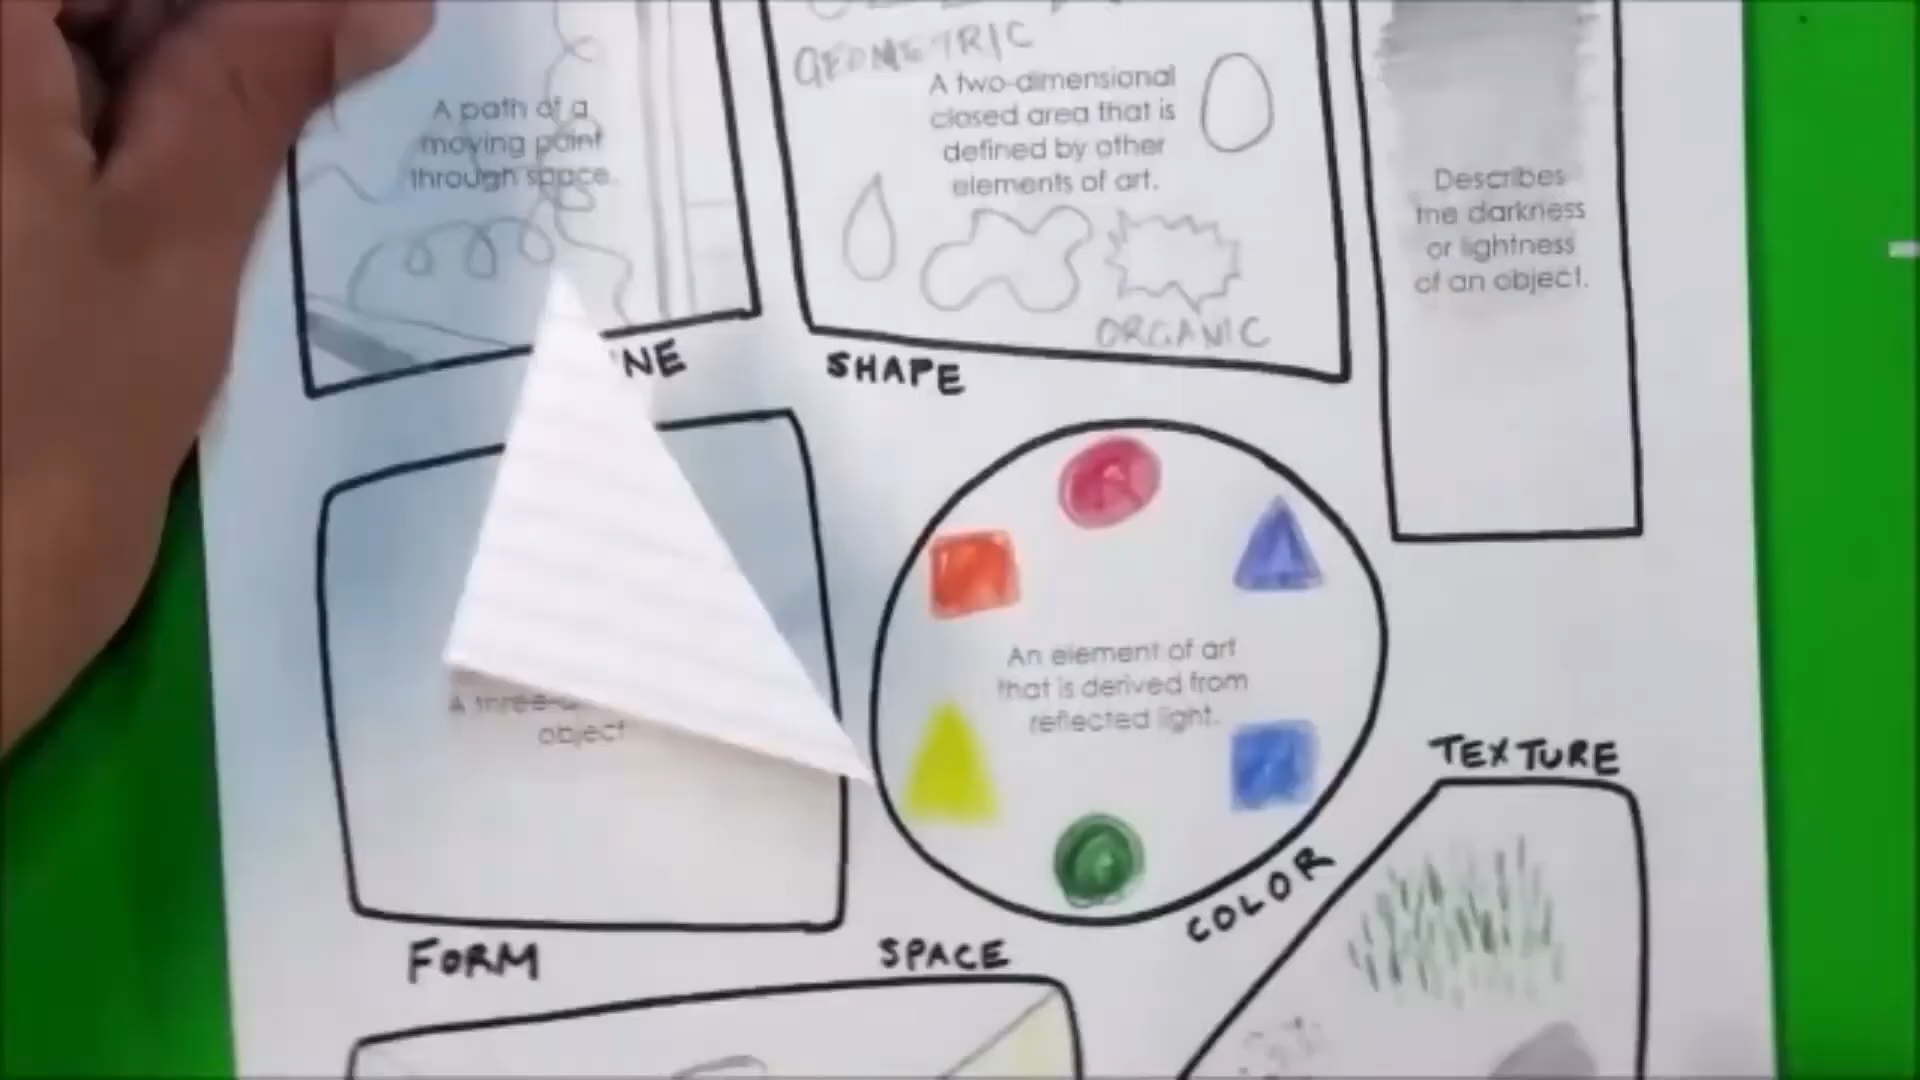 A path of a
moving point
through space.
NE
GEOMETRIC
A two-dimensional
closed area that is
defined by other
elements of art.
ORGANIC
SHAPE
Describes
the darkness
or lightness
of an object.
A three-d
object
FORM
An element of art
that is derived from
reflected light.
COLOR
SPACE
TEXTURE